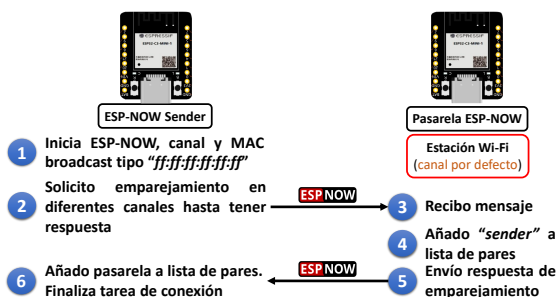 ESPRESSIF
ESP32-C3-MINI-1
ESPRESSIF
ESP32-C3-MINI-1
ESP-NOW Sender
Pasarela ESP-NOW
Estación Wi-Fi
(canal por defecto)
1
Inicia ESP-NOW, canal y MAC
broadcast tipo “ff:ff:ff:ff:ff:ff”
2
Solicito emparejamiento en
diferentes canales hasta tener
respuesta
ESP NOW
3
Recibo mensaje
4
Añado “sender” a
lista de pares
5
Envío respuesta de
emparejamiento
ESP NOW
6
Añado pasarela a lista de pares.
Finaliza tarea de conexión